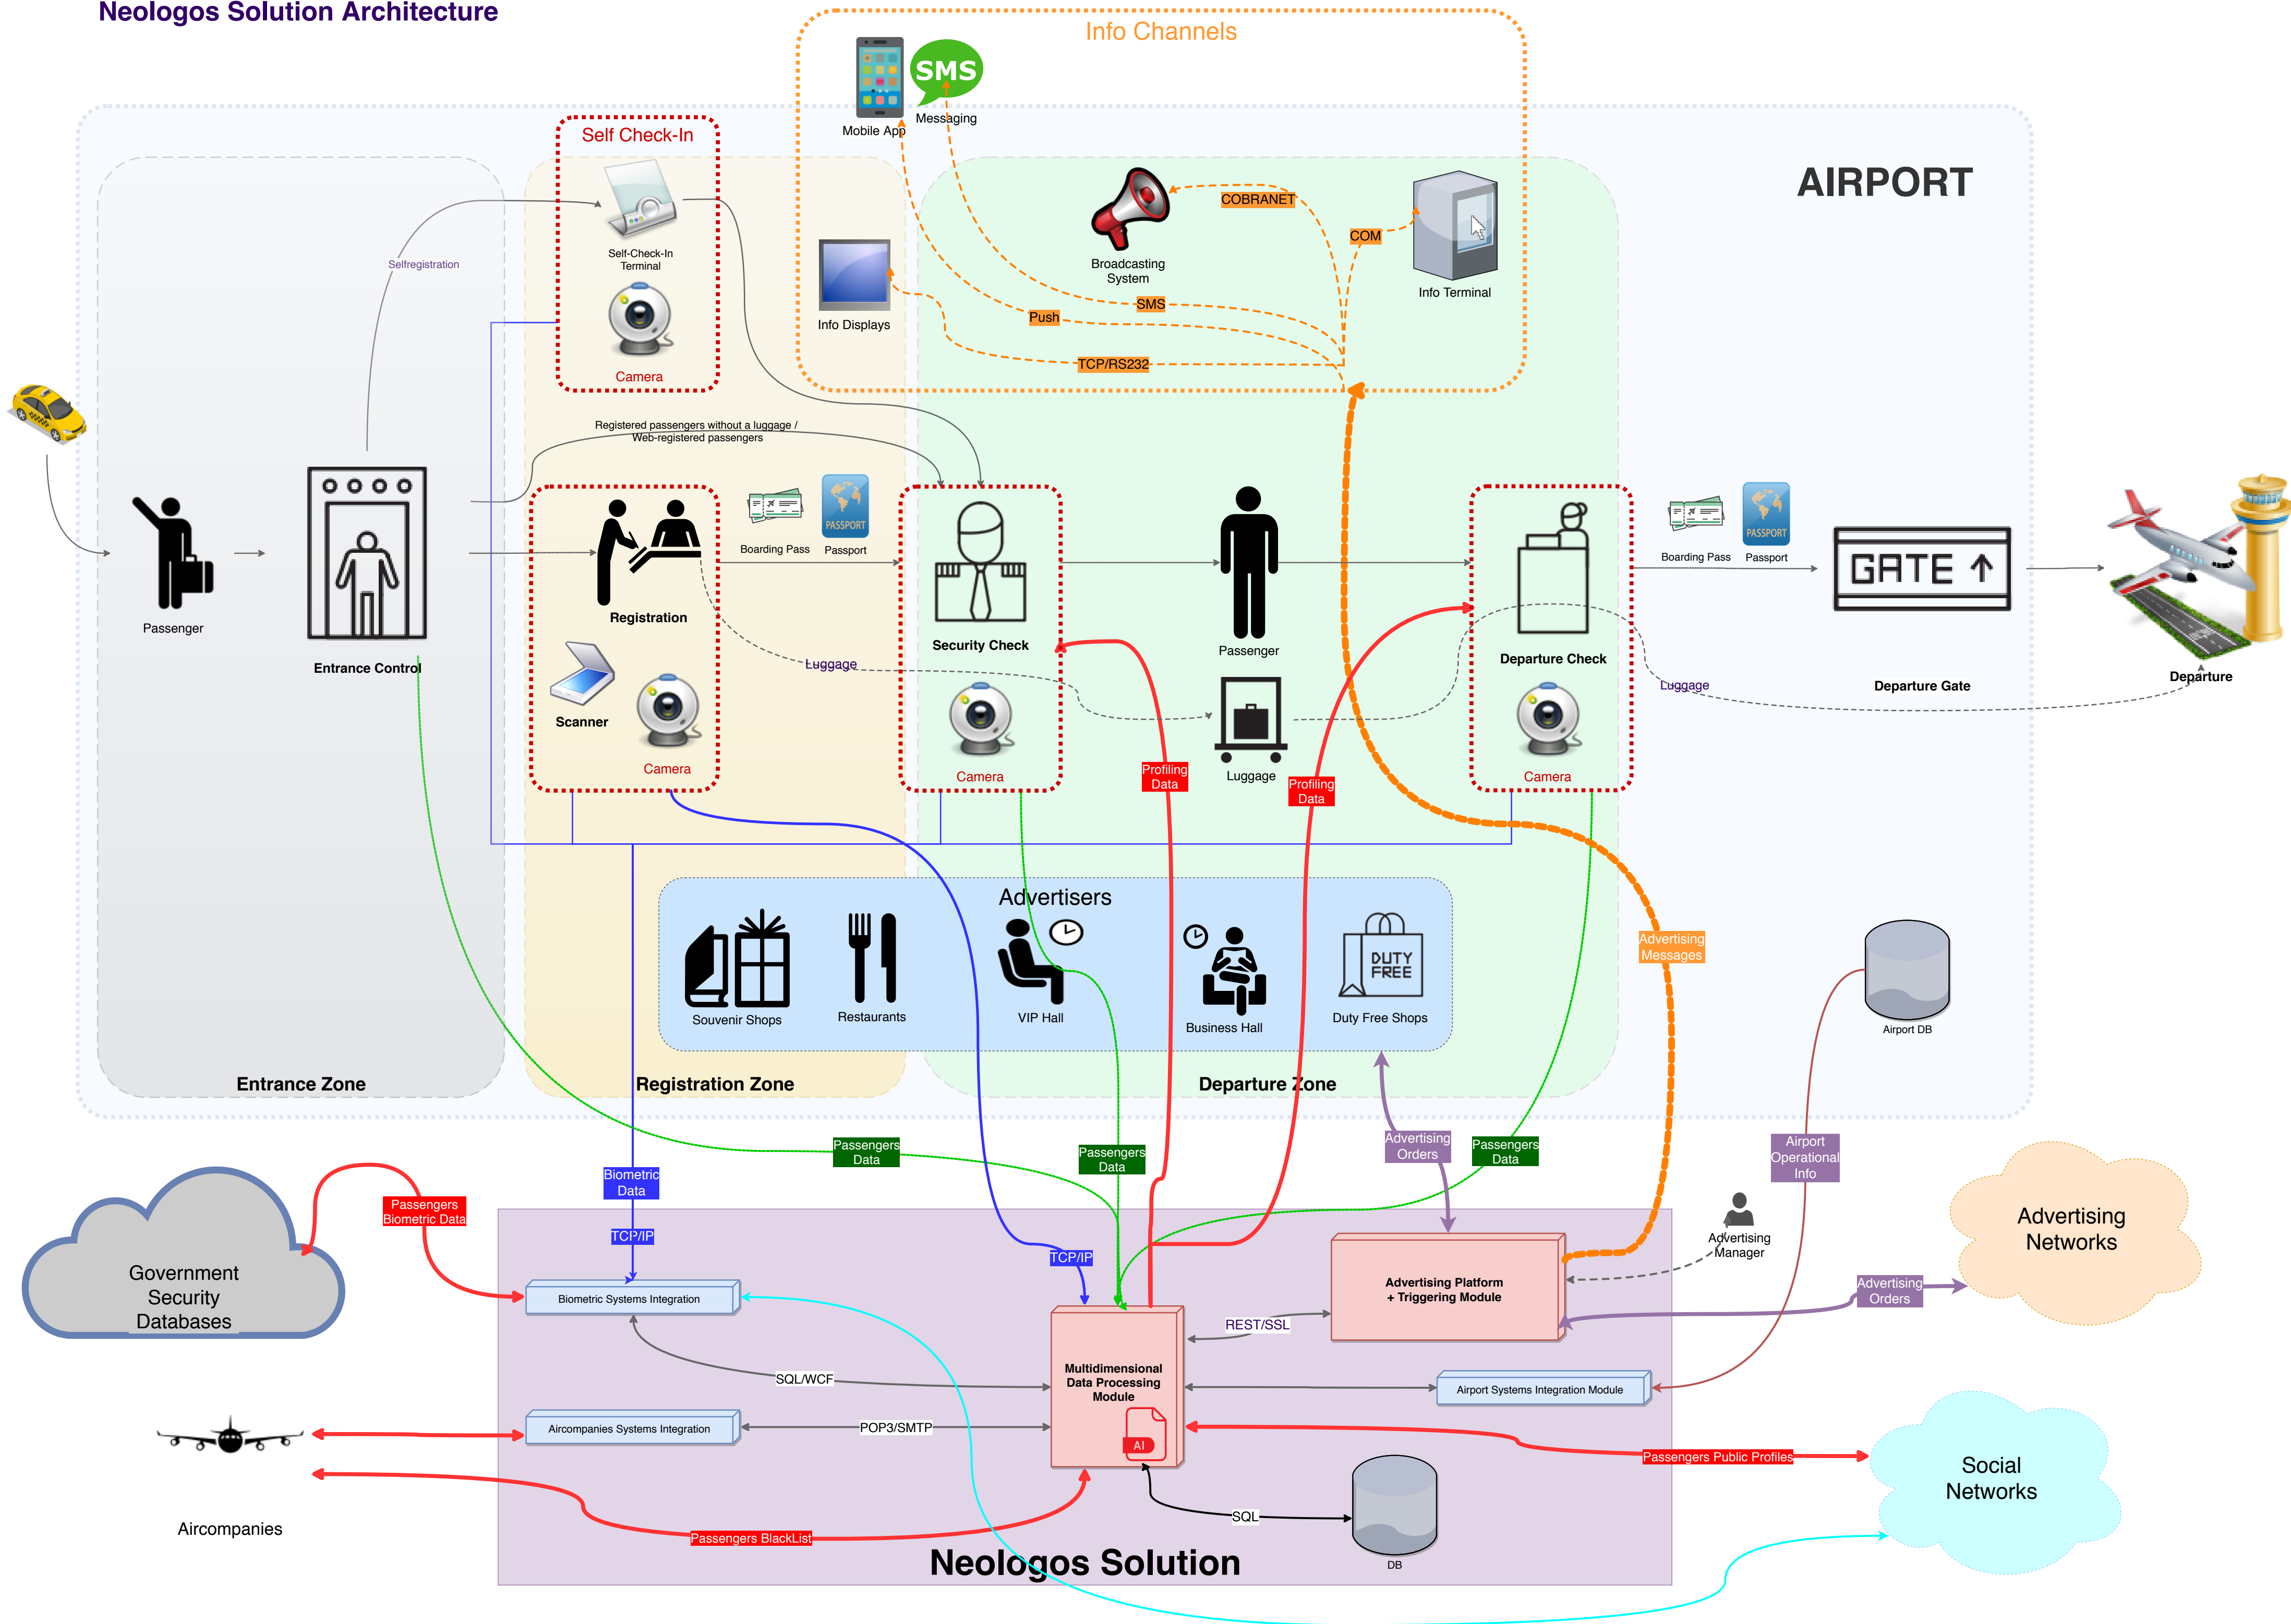 Neologos Solution Architecture
Info Channels
SMS
Mobile App
Messaging
Self Check-In
AIRPORT
COBRANET
COM
Selfregistration
Self-Check-In
Terminal
Broadcasting
System
Info Terminal
SMS
Push
Info Displays
TCP/RS232
Camera
Registered passengers without a luggage /
Web-registered passengers
PASSPORT
Boarding Pass
Passport
PASSPORT
Boarding Pass
Passport
GATE ↑
Passenger
Entrance Control
Registration
Security Check
Passenger
Departure Check
Luggage
Luggage
Departure Gate
Departure
Scanner
Camera
Camera
Luggage
Camera
Profiling
Data
Profiling
Data
Advertisers
DUTY
FREE
Souvenir Shops
Restaurants
VIP Hall
Business Hall
Duty Free Shops
Advertising
Messages
Airport DB
Entrance Zone
Registration Zone
Departure Zone
Passengers
Data
Passengers
Data
Advertising
Orders
Passengers
Data
Airport
Operational
Info
Biometric
Data
Passengers
Biometric Data
TCP/IP
TCP/IP
Advertising
Manager
Advertising
Networks
Government
Security
Databases
Biometric Systems Integration
Advertising Platform
+ Triggering Module
Advertising
Orders
REST/SSL
SQL/WCF
Multidimensional
Data Processing
Module
AI
Airport Systems Integration Module
Aircompanies Systems Integration
POP3/SMTP
Passengers Public Profiles
Social
Networks
Aircompanies
Passengers BlackList
SQL
DB
Neologos Solution